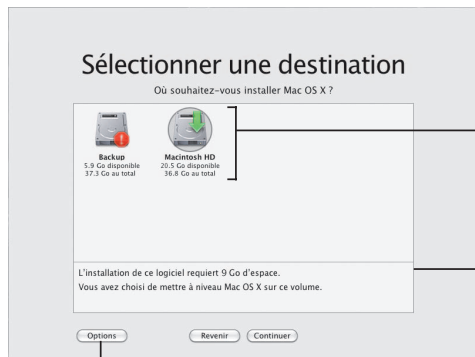 Sélectionner une destination
Où souhaitez-vous installer Mac OS X ?
Backup
5.9 Go disponible
37.3 Go au total
Macintosh HD
20.5 Go disponible
36.8 Go au total
L'installation de ce logiciel requiert 9 Go d'espace.
Vous avez choisi de mettre à niveau Mac OS X sur ce volume.
Options
Revenir
Continuer